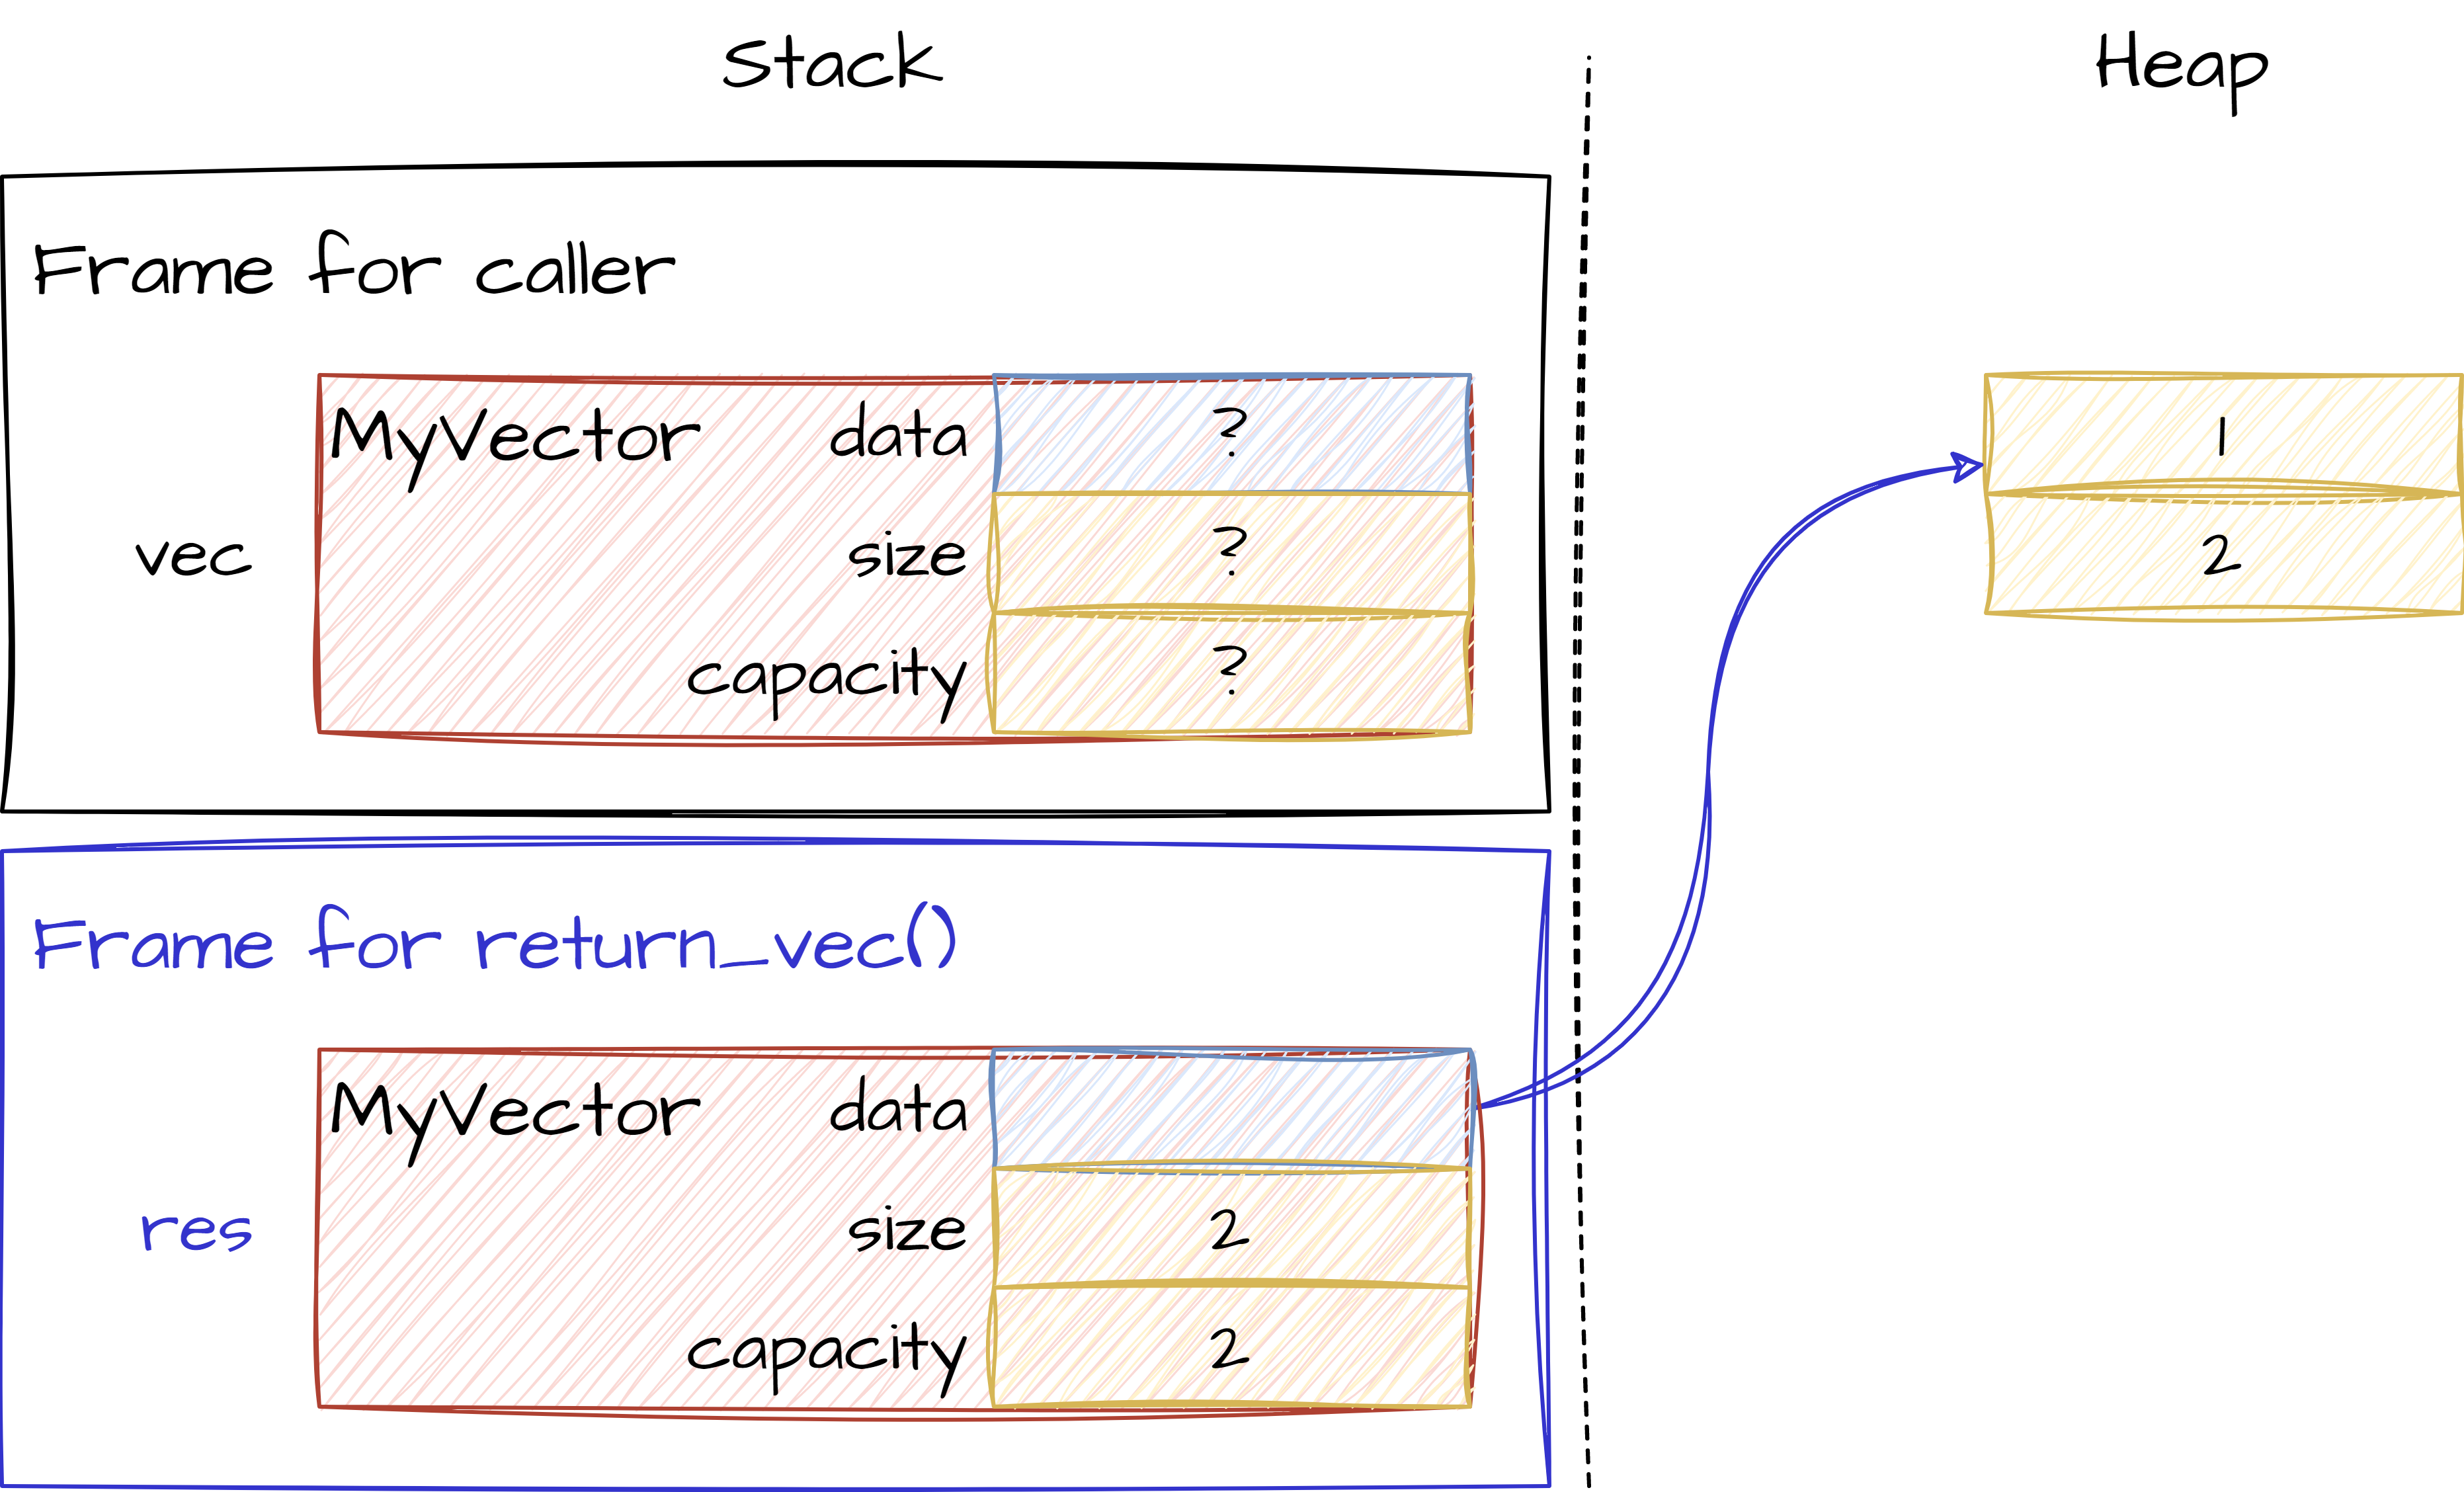 Stack
Heap
Frame for caller
MyVector data ?
1
vec size ?
2
capacity ?
Frame for return_vec()
MyVector data
res size 2
capacity 2